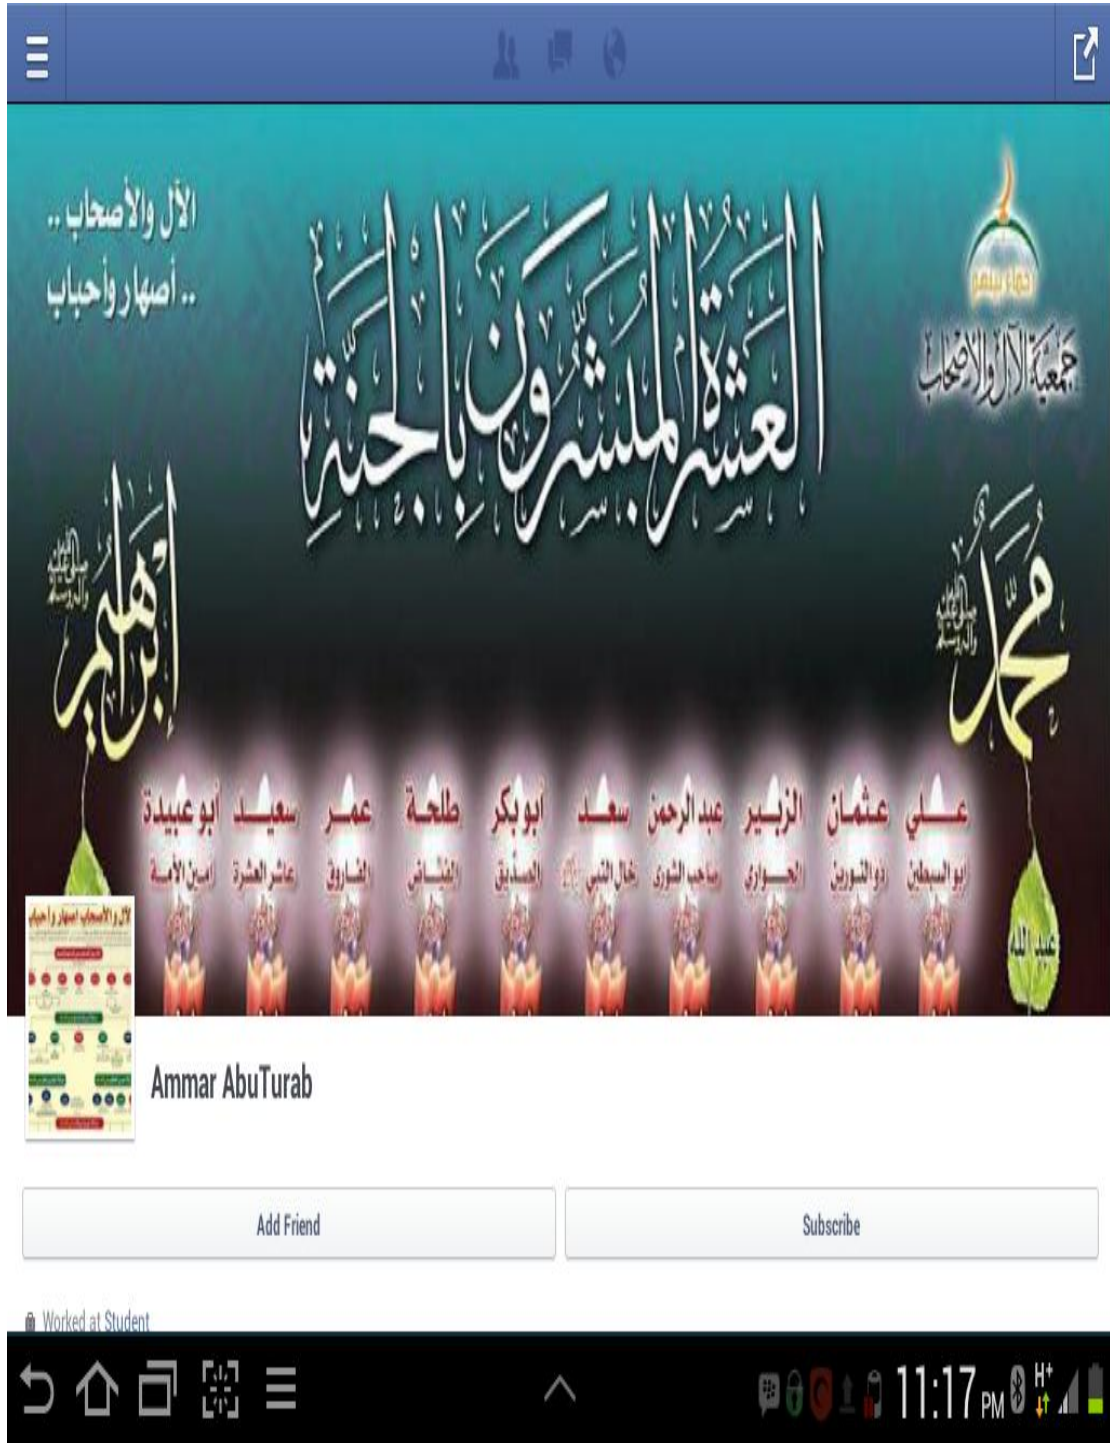 الآل والأصحاب ..
.. أصهار وأحباب
العشرة المبشرون بالجنة
رحماء بينهم
جمعية الآل والأصحاب
محمد
صلى الله عليه وآله وسلم
إبراهيم
صلى الله عليه وآله وسلم
علي عثمان الزبير عبد الرحمن سعد أبو بكر طلحة عمر سعيد أبو عبيدة
أبو السبطين ذو النورين الحواري صاحب الشورى خال النبي الصديق الفياض الفاروق عاشر العشرة أمين الأمة
عبد الله
الآل والأصحاب أصهار وأحباب
Ammar AbuTurab
Add Friend
Subscribe
Worked at Student
11:17 PM
H+